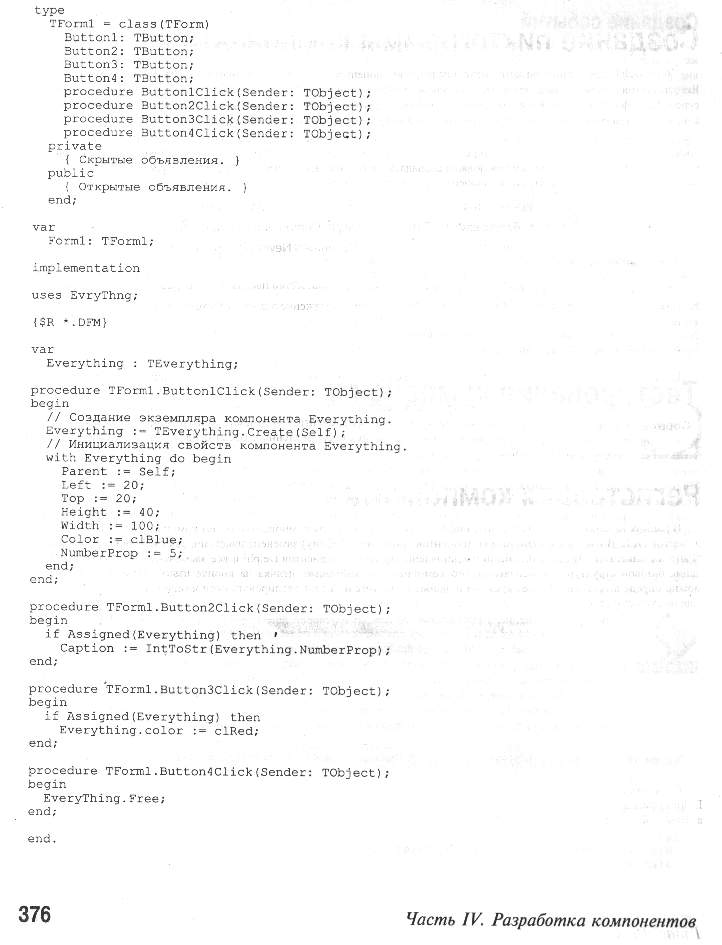 type
TForm1 = class(TForm)
Button1: TButton;
Button2: TButton;
Button3: TButton;
Button4: TButton;
procedure Button1Click(Sender: TObject);
procedure Button2Click(Sender: TObject);
procedure Button3Click(Sender: TObject);
procedure Button4Click(Sender: TObject);
private
{ Скрытые объявления. }
public
{ Открытые объявления. }
end;
var
Form1: TForm1;
implementation
uses EvryThng;
{$R *.DFM}
var
Everything : TEverything;
procedure TForm1.Button1Click(Sender: TObject);
begin
// Создание экземпляра компонента Everything.
Everything := TEverything.Create(Self);
// Инициализация свойств компонента Everything.
with Everything do begin
Parent := Self;
Left := 20;
Top := 20;
Height := 40;
Width := 100;
Color := clBlue;
NumberProp := 5;
end;
end;
procedure TForm1.Button2Click(Sender: TObject);
begin
if Assigned(Everything) then
Caption := IntToStr(Everything.NumberProp);
end;
procedure TForm1.Button3Click(Sender: TObject);
begin
if Assigned(Everything) then
Everything.color := clRed;
end;
procedure TForm1.Button4Click(Sender: TObject);
begin
EveryThing.Free;
end;
end.
376
Часть IV. Разработка компонентов